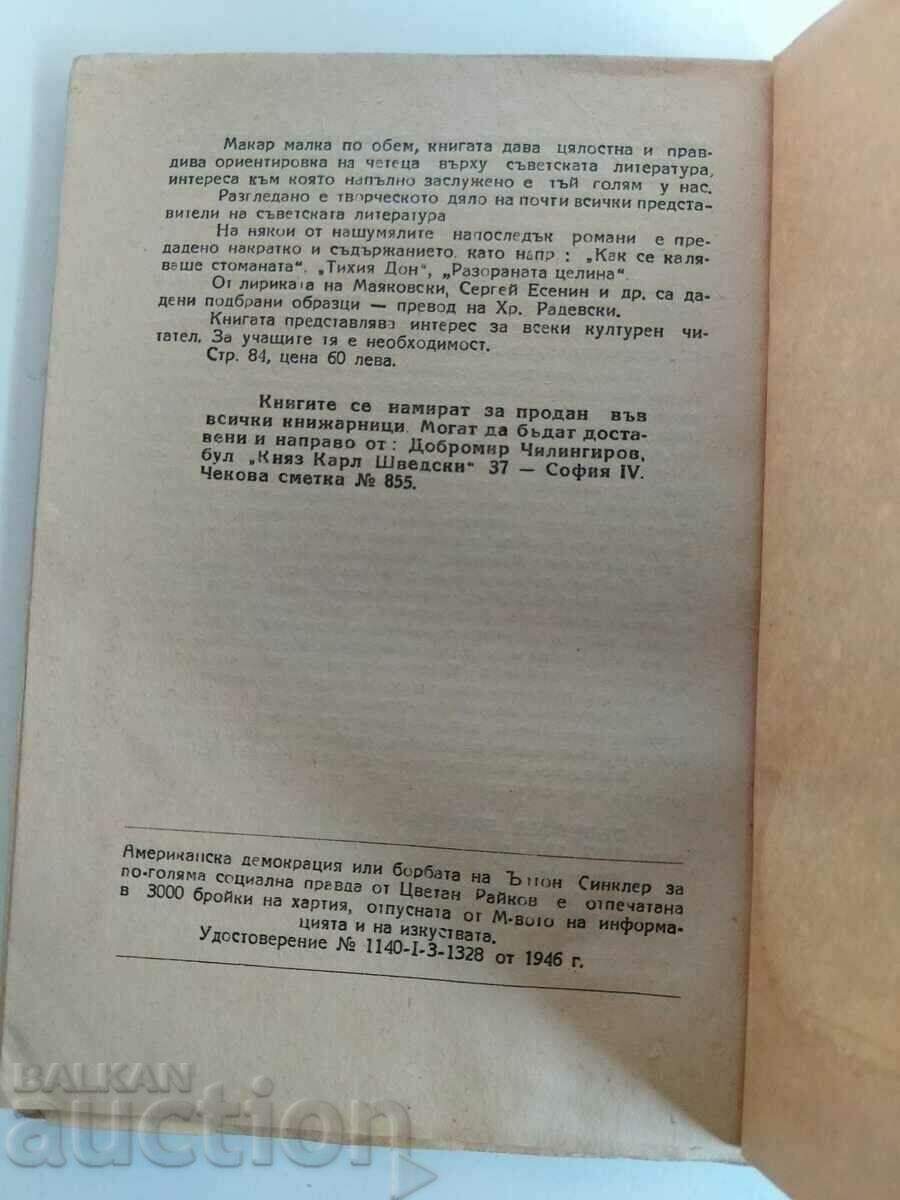 Макар малка по обем, книгата дава цялостна и прав-
дива ориентировка на четеца върху съветската литература,
интереса към която напълно заслужено е тъй голям у нас.
Разгледано е творческото дяло на почти всички предста-
вители на съветската литература
На някои от нашумялите напоследък романи е пре-
дадено накратко и съдържанието. като напр : „Как се каля-
ваше стоманата“. „Тихия Дон“, „Разораната целина“.
От лириката на Маяковски, Сергей Есенин и др. са да-
дени подбрани образци — превод на Хр. Радевски.
Книгата представлява интерес за всеки културен чи-
тател. За учащите тя е необходимост.
Стр. 84, цена 60 лева.
Книгите се намират за продан във
всички книжарници. Могат да бъдат доста-
вени и направо от: Добромир Чилингиров,
бул „Княз Карл Шведски“ 37 — София IV.
Чекова сметка № 855.
Американска демокрация или борбата на Ъптон Синклер за
по-голяма социална правда от Цветан Райков е отпечатана
в 3000 бройки на хартия, отпусната от М-вото на информа-
цията и на изкуствата.
Удостоверение № 1140-I-3-1328 от 1946 г.
BALKAN
auction